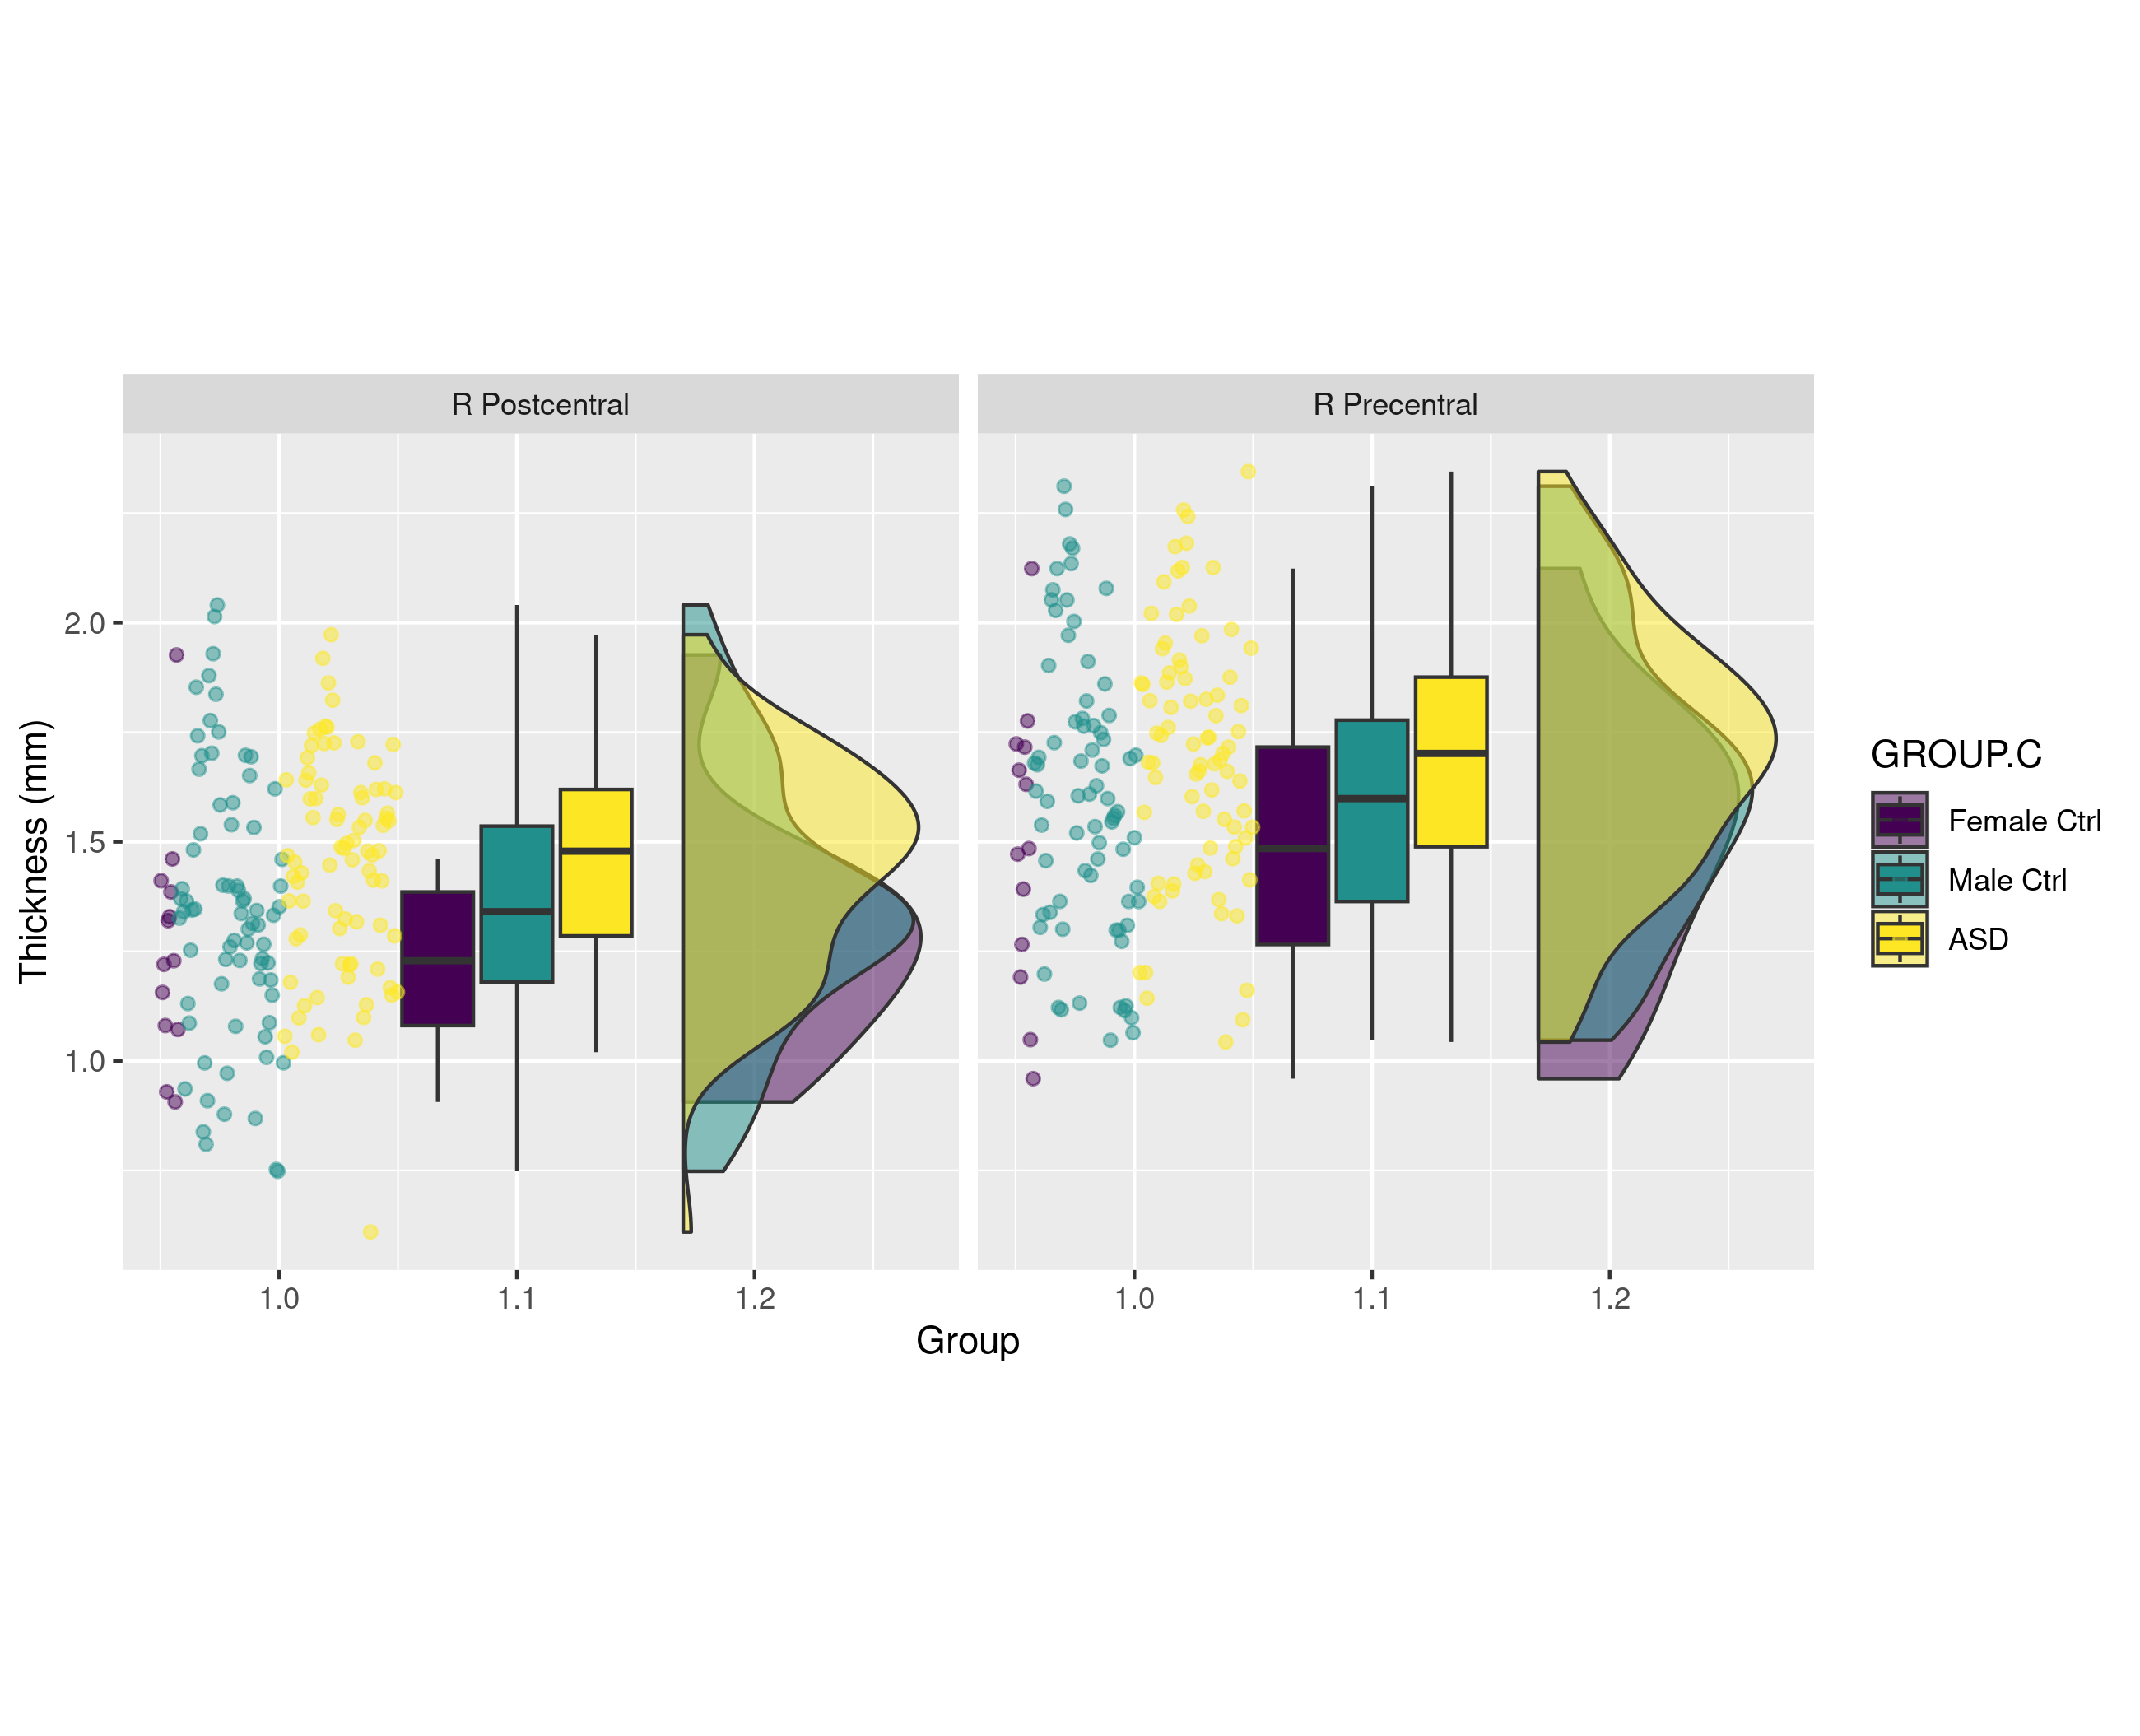 R Postcentral
R Precentral
Thickness (mm)
2.0
1.5
1.0
1.0
1.1
1.2
1.0
1.1
1.2
Group
GROUP.C
Female Ctrl
Male Ctrl
ASD